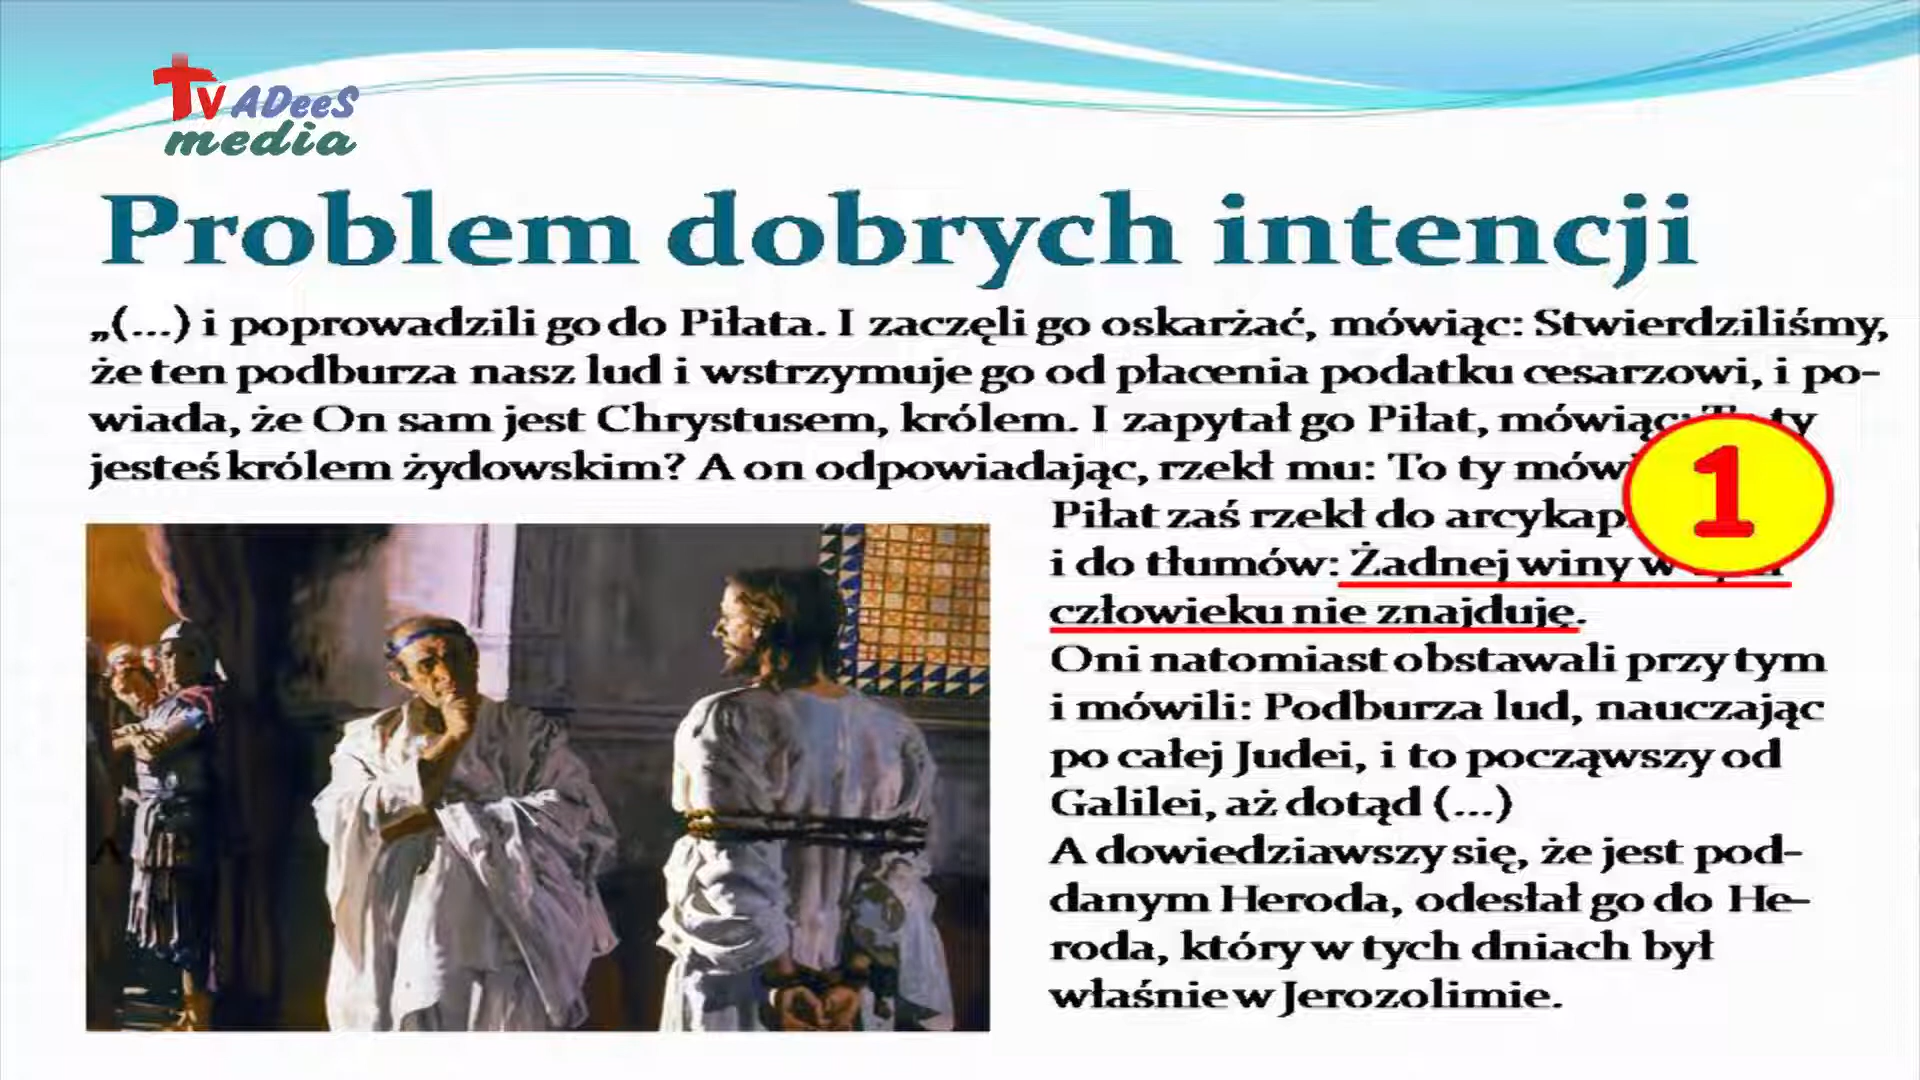 TV ADeeS
media
Problem dobrych intencji
„(...) i poprowadzili go do Piłata. I zaczęli go oskarżać, mówiąc: Stwierdziliśmy,
że ten podburza nasz lud i wstrzymuje go od płacenia podatku cesarzowi, i po-
wiada, że On sam jest Chrystusem, królem. I zapytał go Piłat, mówiąc: ty
jesteś królem żydowskim? A on odpowiadając, rzekł mu: To ty
1
Piłat zaś rzekł do
i do tłumów: Żadnej winy w
człowieku nie znajduję.
Oni natomiast obstawali przy tym
i mówili: Podburza lud, nauczając
po całej Judei, i to począwszy od
Galilei, aż dotąd (...)
A dowiedziawszy się, że jest pod-
danym Heroda, odesłał go do He-
roda, który w tych dniach był
właśnie w Jerozolimie.